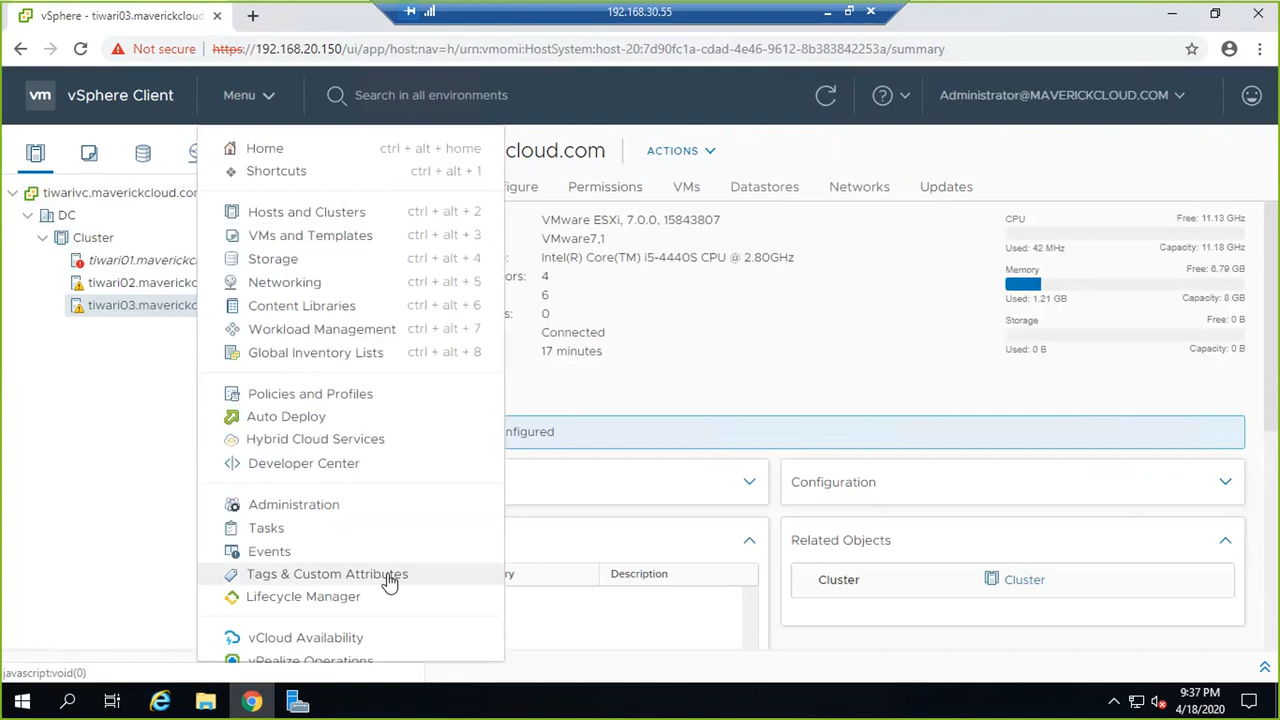 vSphere - tiwari03.maverickcloud.
192.168.30.55
Not secure
https://192.168.20.150/ui/app/host:nav=h/urn:vmomi:HostSystem:host-20:7d90fc1a-cdad-4e46-9612-8b383842253a/summary
vm vSphere Client
Menu
Search in all environments
Administrator@MAVERICKCLOUD.COM
Home ctrl + alt + home
Shortcuts ctrl + alt + 1
Hosts and Clusters ctrl + alt + 2
VMs and Templates ctrl + alt + 3
Storage ctrl + alt + 4
Networking ctrl + alt + 5
Content Libraries ctrl + alt + 6
Workload Management ctrl + alt + 7
Global Inventory Lists ctrl + alt + 8
Policies and Profiles
Auto Deploy
Hybrid Cloud Services
Developer Center
Administration
Tasks
Events
Tags & Custom Attributes
Lifecycle Manager
vCloud Availability
vRealize Operations
tiwarivc.maverickcloud.con
DC
Cluster
tiwari01.maverickc
tiwari02.maverickc
tiwari03.maverickc
cloud.com
ACTIONS
figure
Permissions
VMs
Datastores
Networks
Updates
VMware ESXi, 7.0.0, 15843807
VMware7,1
Intel(R) Core(TM) i5-4440S CPU @ 2.80GHz
ors: 4
6
0
Connected
17 minutes
CPU Free: 11.13 GHz
Used: 42 MHz Capacity: 11.18 GHz
Memory Free: 6.79 GB
Used: 1.21 GB Capacity: 8 GB
Storage Free: 0 B
Used: 0 B Capacity: 0 B
nfigured
Configuration
Related Objects
Cluster Cluster
ry
Description
javascript:void(0)
9:37 PM
4/18/2020